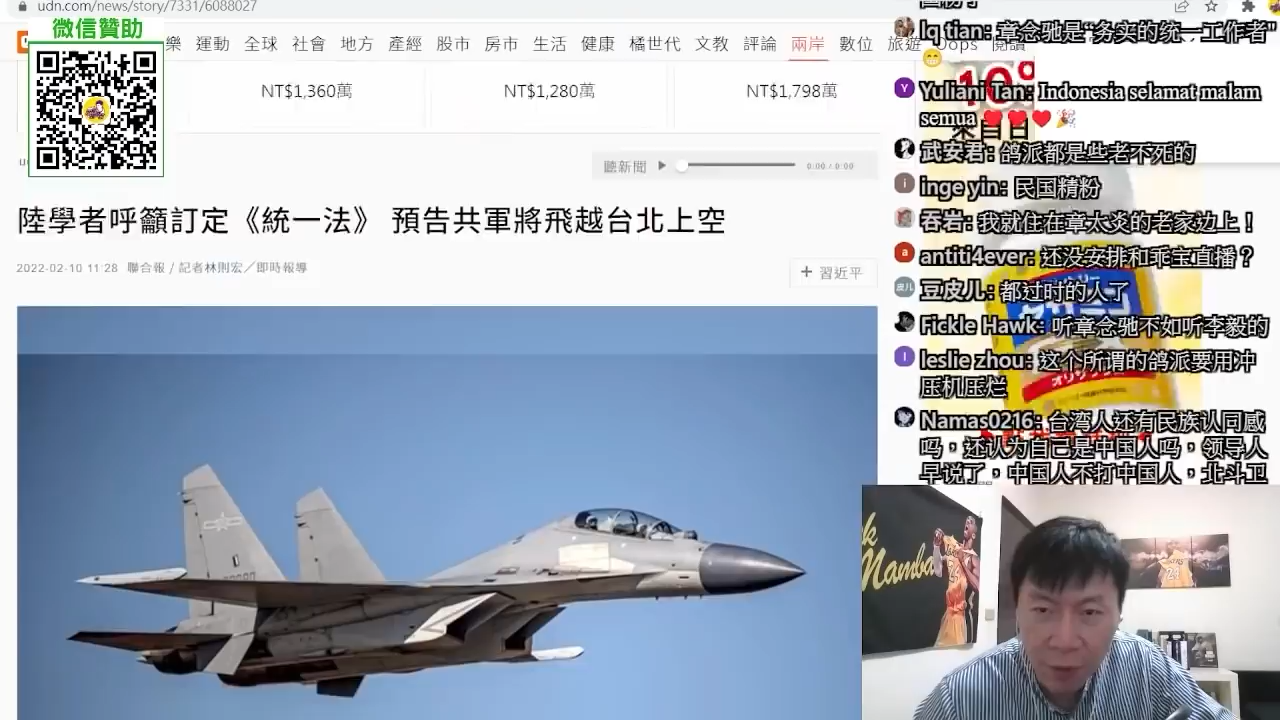 udn.com/news/story/7331/6088027
微信贊助
樂 運動 全球 社會 地方 產經 股市 房市 生活 健康 橘世代 文教 評論 兩岸 數位 旅遊 Oops 閱讀
NT$1,360萬 NT$1,280萬 NT$1,798萬
聽新聞 0:00 / 0:00
陸學者呼籲訂定《統一法》 預告共軍將飛越台北上空
2022-02-10 11:28 聯合報 / 記者林則宏／即時報導
+ 習近平
lq tian: 章念驰是“务实的统一工作者”
😁
Yuliani Tan: Indonesia selamat malam
semua ❤️❤️❤️🎉
武安君: 鸽派都是些老不死的
inge yin: 民国精粉
吞岩: 我就住在章太炎的老家边上！
antiti4ever: 还没安排和乖宝直播？
豆皮儿: 都过时的人了
Fickle Hawk: 听章念驰不如听李毅的
leslie zhou: 这个所谓的鸽派要用冲
压机压烂
Namas0216: 台湾人还有民族认同感
吗，还认为自己是中国人吗，领导人
早说了，中国人不打中国人，北斗卫
Mamba
24